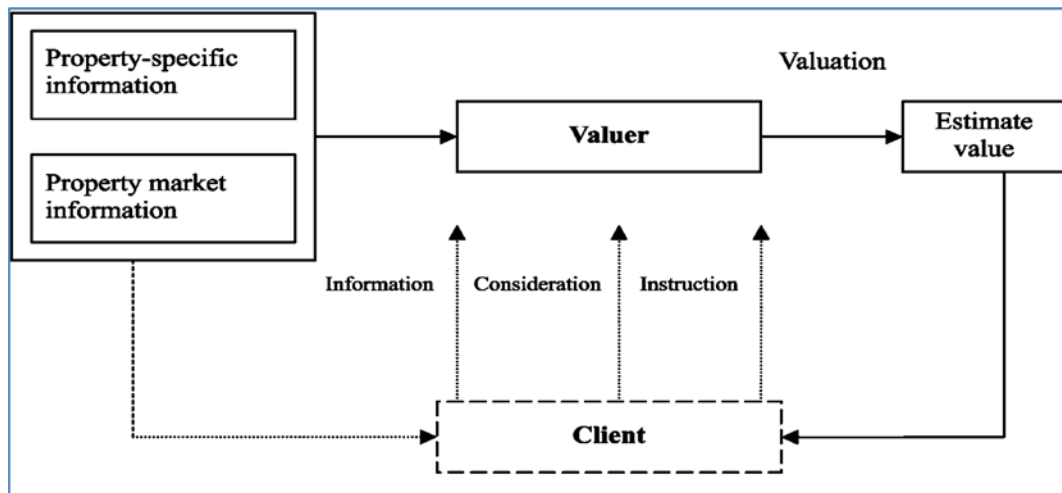 Property-specific
information
Property market
information
Valuation
Valuer
Estimate
value
Information
Consideration
Instruction
Client